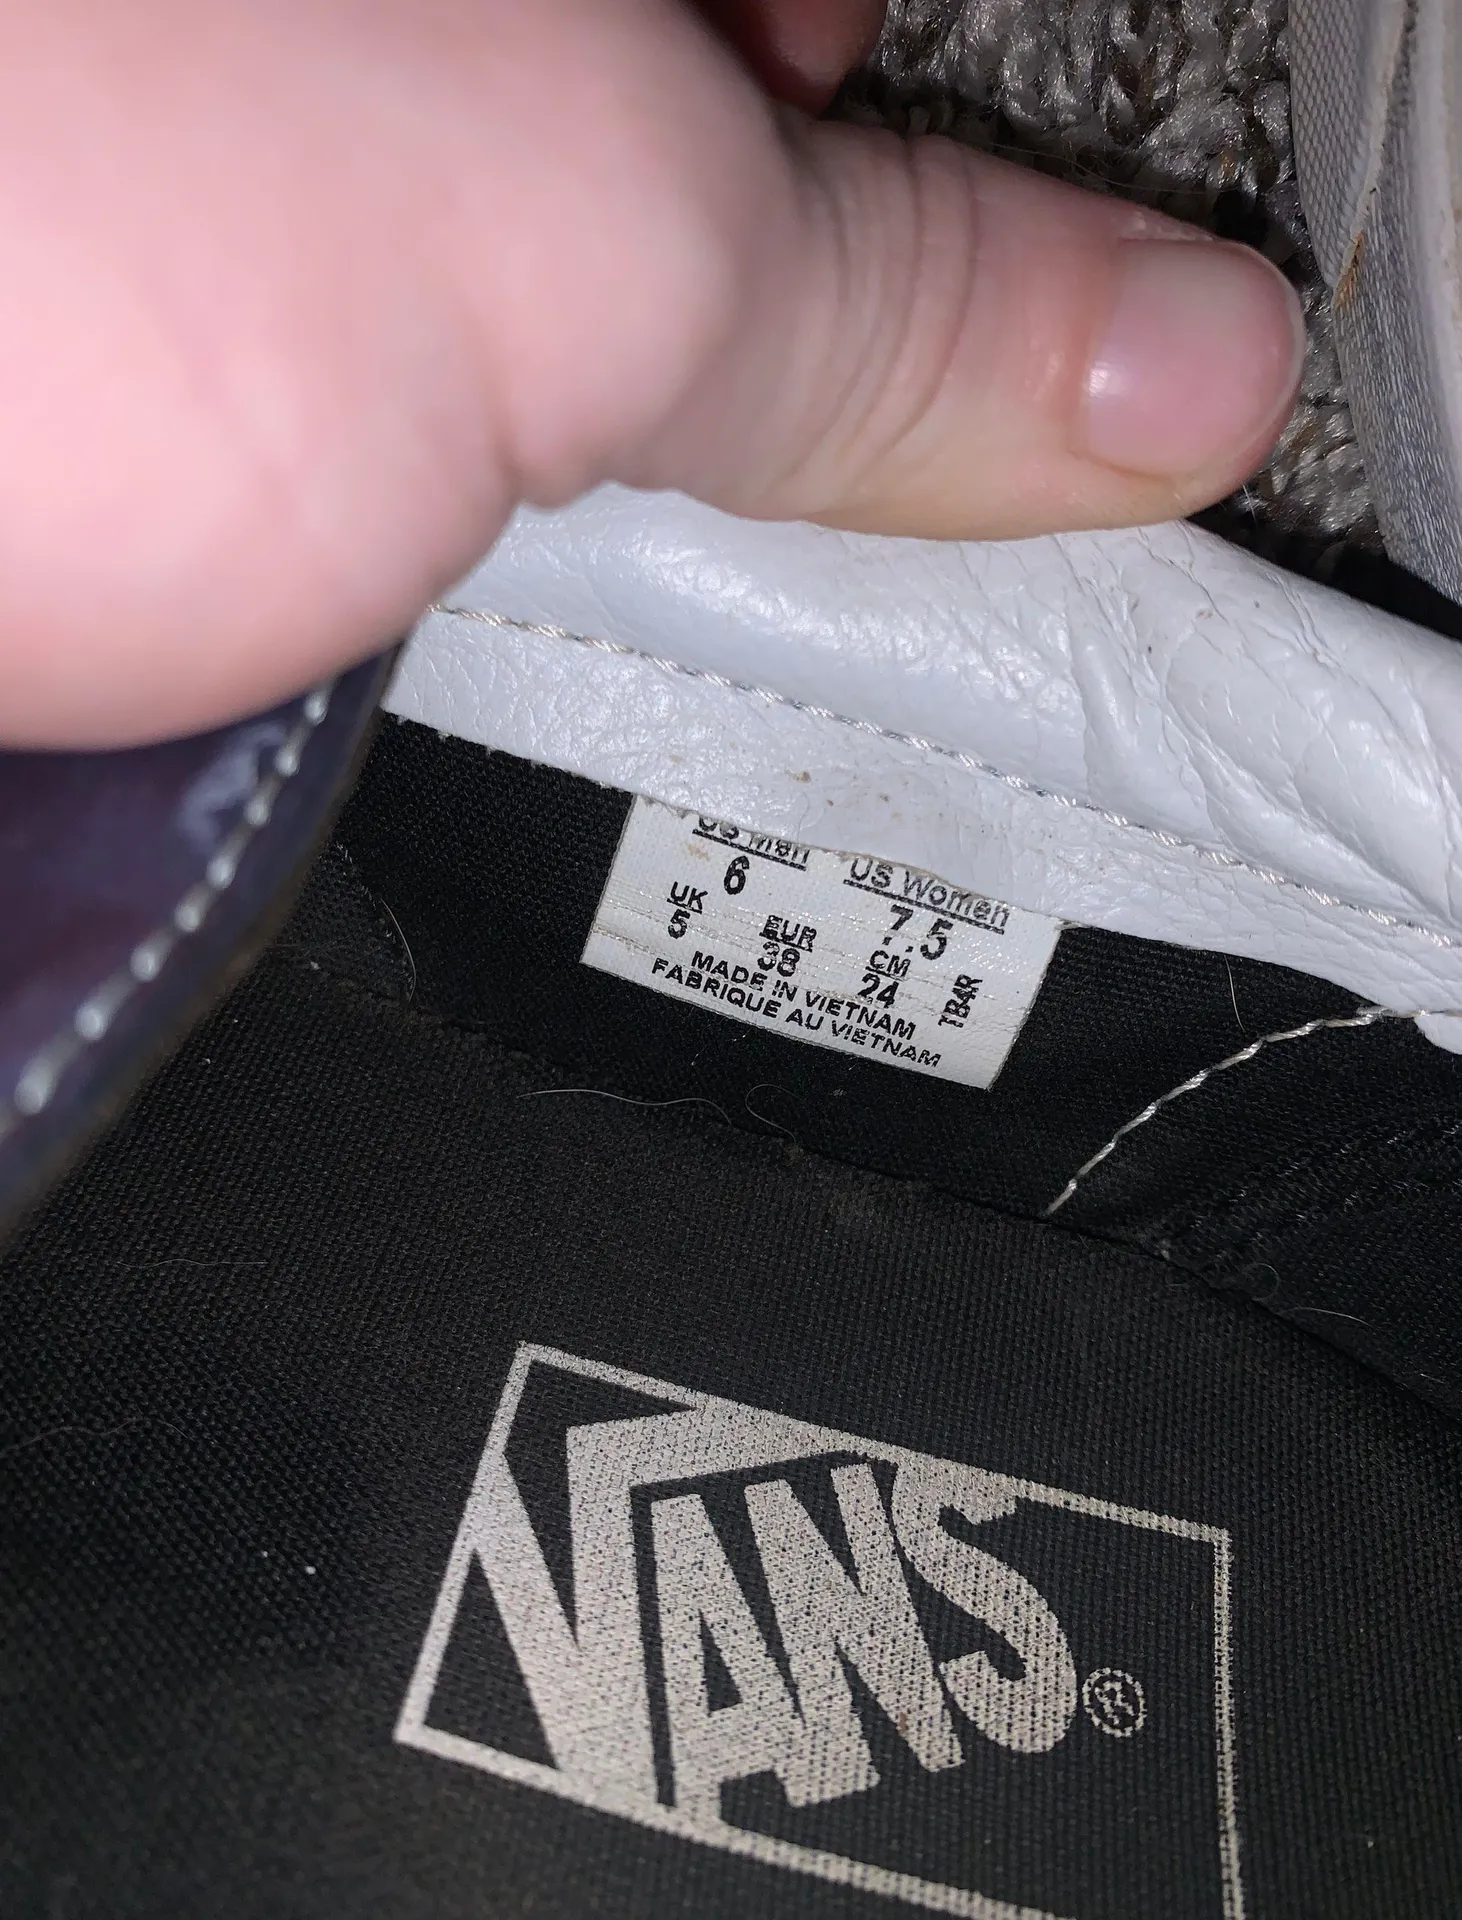 US Men US Women
6 7.5
UK EUR CM
5 38 24
MADE IN VIETNAM
FABRIQUE AU VIETNAM
TB4R
VANS®